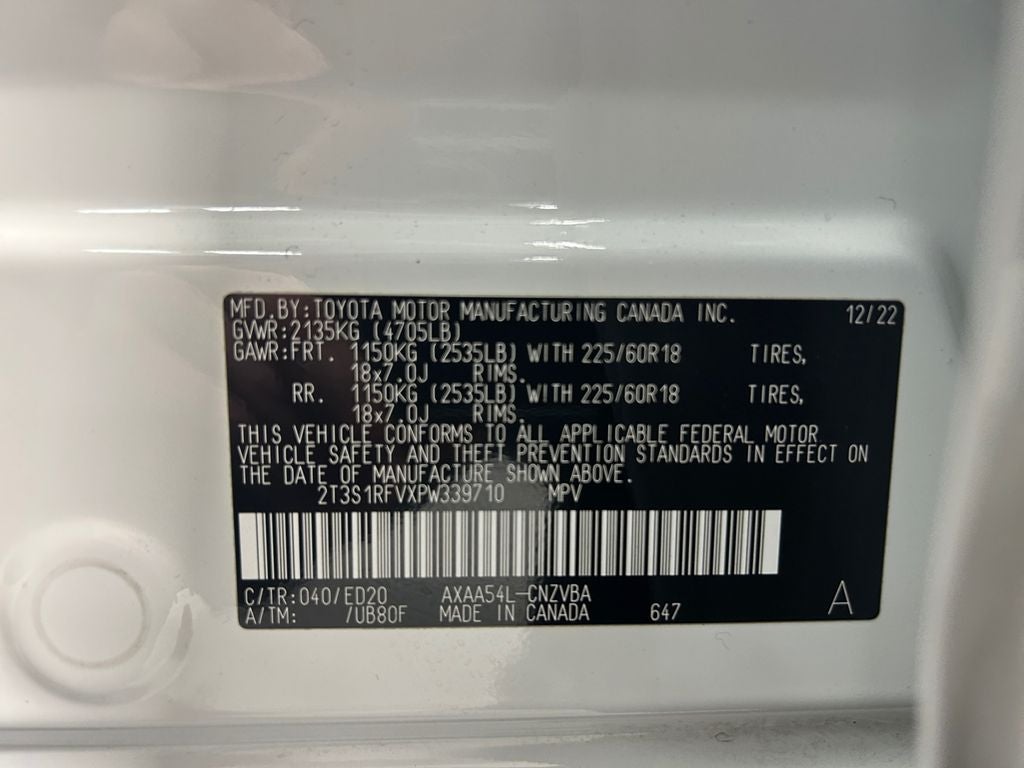 MFD.BY:TOYOTA MOTOR MANUFACTURING CANADA INC. 12/22
GVWR:2135KG (4705LB)
GAWR:FRT. 1150KG (2535LB) WITH 225/60R18 TIRES,
18x7.0J RIMS.
RR. 1150KG (2535LB) WITH 225/60R18 TIRES,
18x7.0J RIMS.
THIS VEHICLE CONFORMS TO ALL APPLICABLE FEDERAL MOTOR
VEHICLE SAFETY AND THEFT PREVENTION STANDARDS IN EFFECT ON
THE DATE OF MANUFACTURE SHOWN ABOVE.
2T3S1RFVXPW339710 MPV
C/TR:040/ED20 AXAA54L-CNZVBA
A/TM: /UB80F MADE IN CANADA 647 A